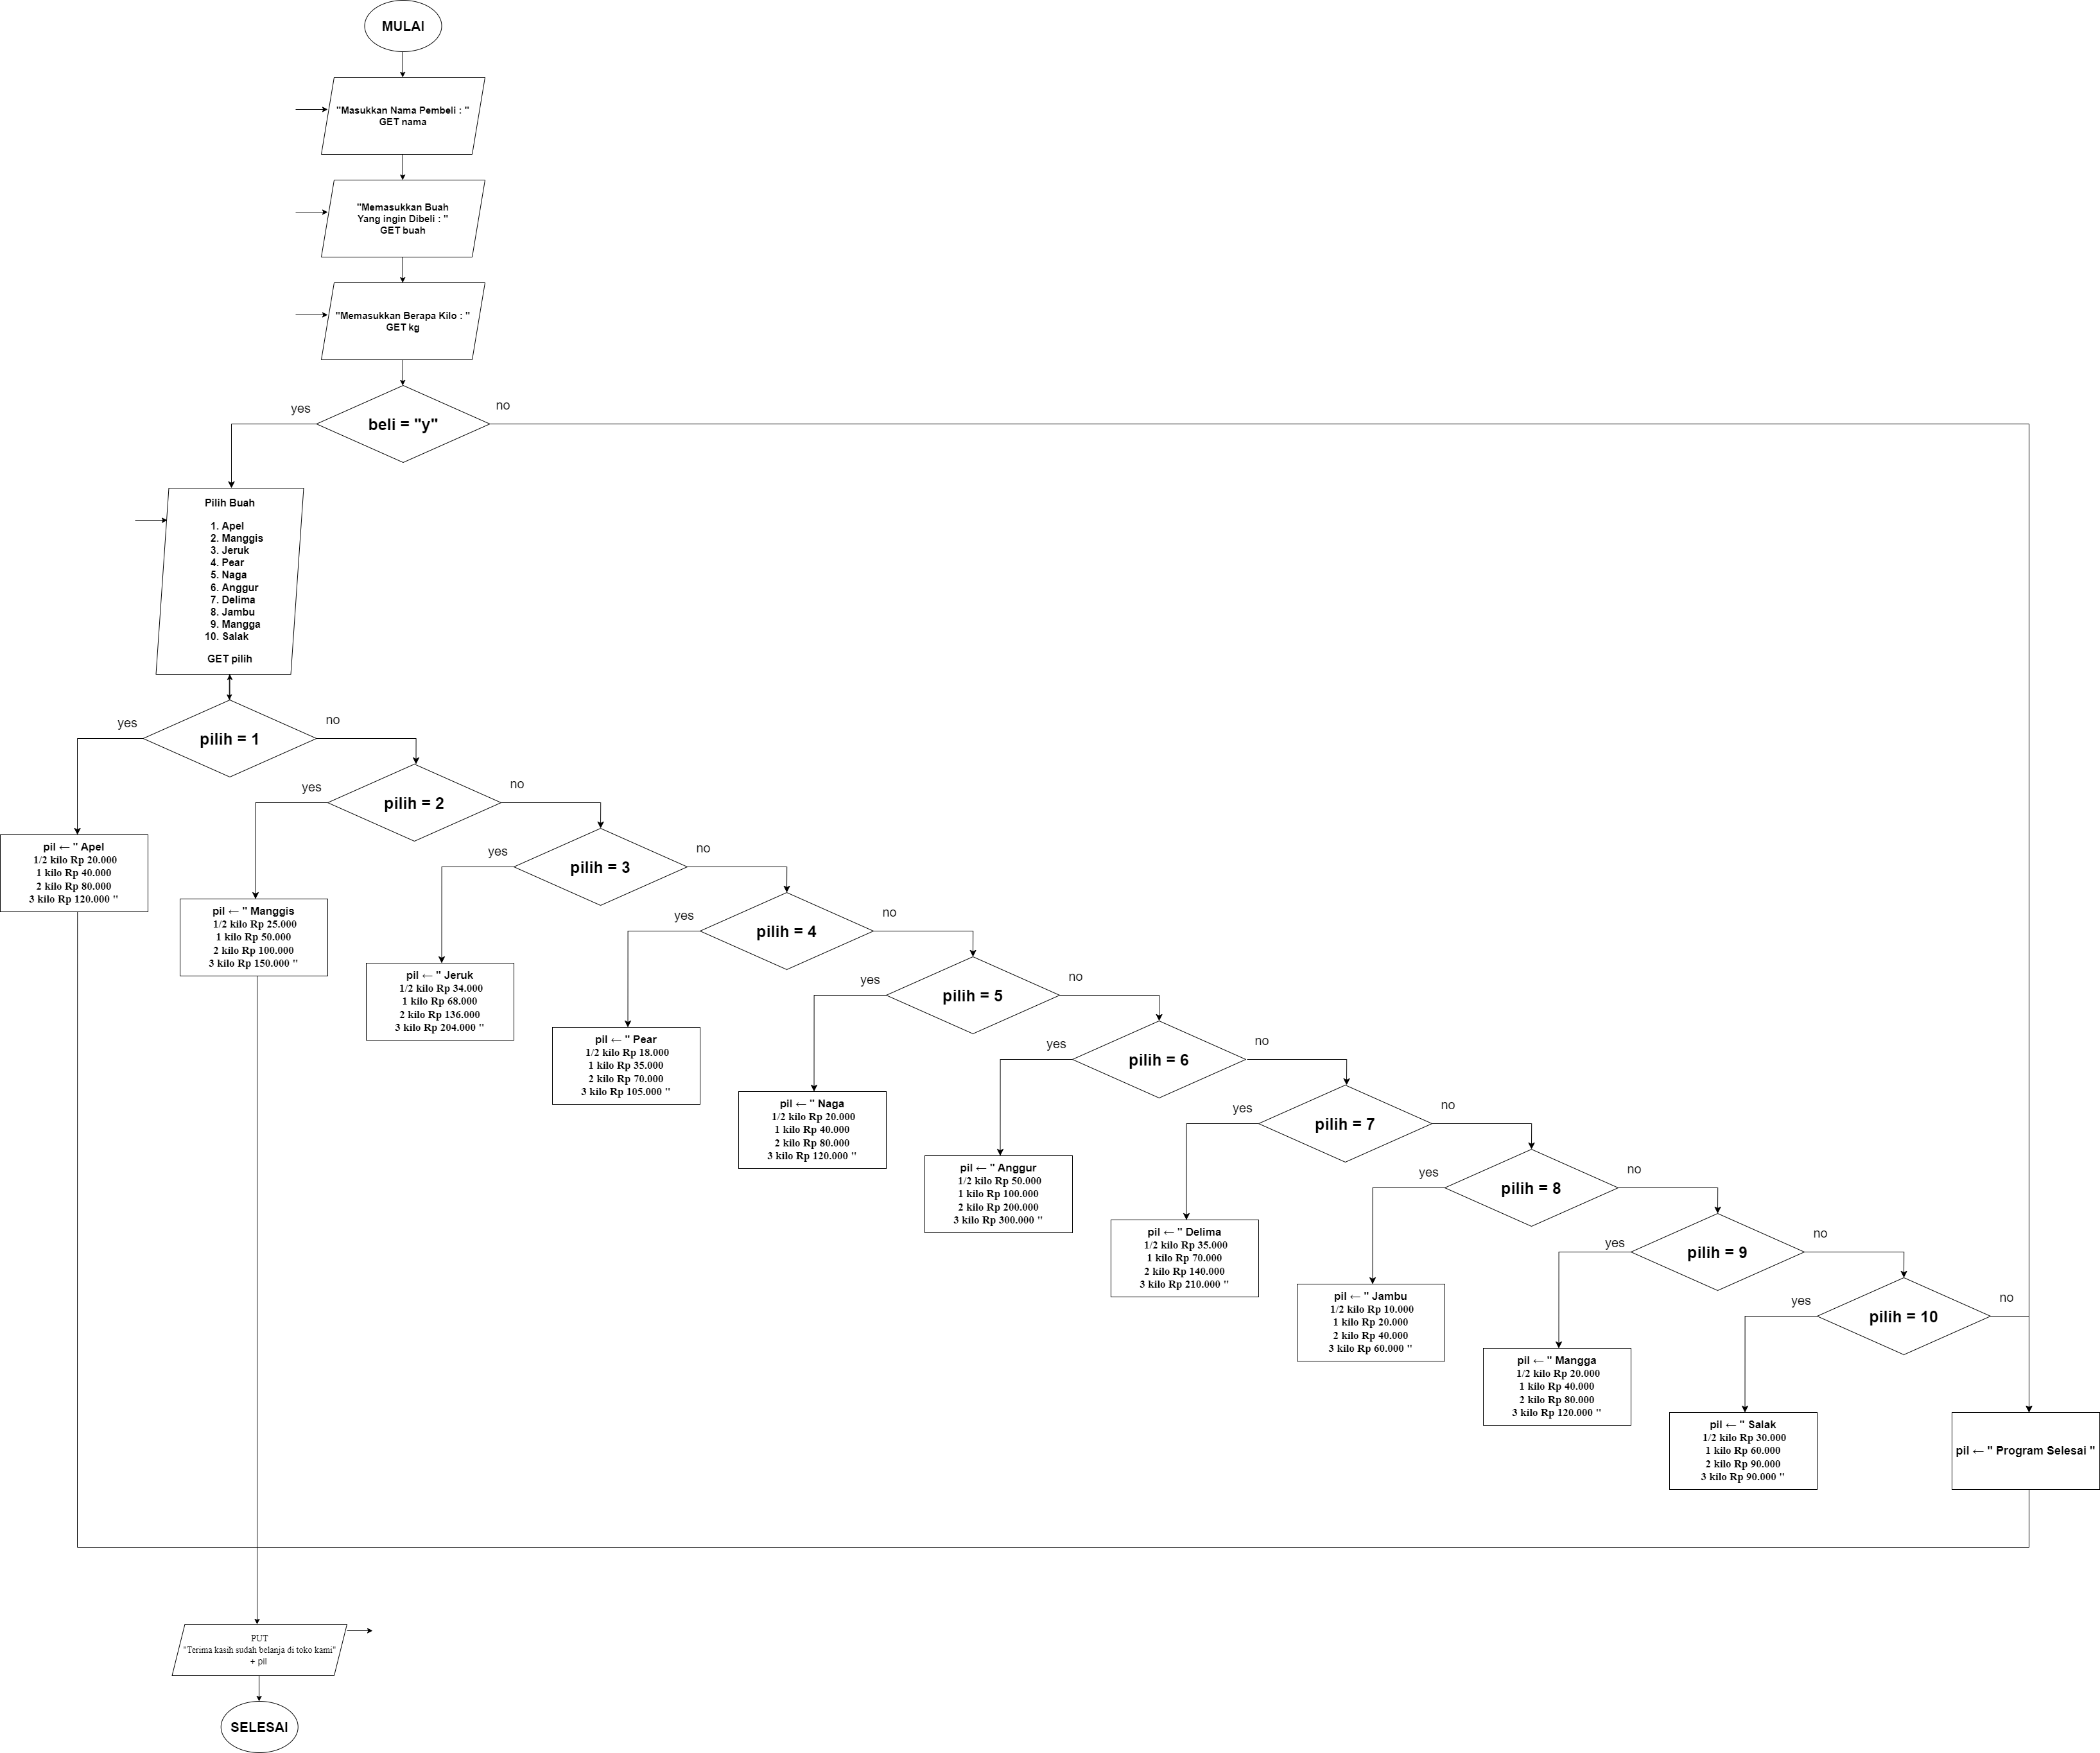 MULAI
"Masukkan Nama Pembeli : "
GET nama
"Memasukkan Buah
Yang ingin Dibeli : "
GET buah
"Memasukkan Berapa Kilo : "
GET kg
yes
no
beli = "y"
Pilih Buah
1. Apel
2. Manggis
3. Jeruk
4. Pear
5. Naga
6. Anggur
7. Delima
8. Jambu
9. Mangga
10. Salak
GET pilih
yes
no
pilih = 1
yes
no
pilih = 2
pil ← " Apel
1/2 kilo Rp 20.000
1 kilo Rp 40.000
2 kilo Rp 80.000
3 kilo Rp 120.000 "
yes
no
pilih = 3
pil ← " Manggis
1/2 kilo Rp 25.000
1 kilo Rp 50.000
2 kilo Rp 100.000
3 kilo Rp 150.000 "
yes
no
pilih = 4
pil ← " Jeruk
1/2 kilo Rp 34.000
1 kilo Rp 68.000
2 kilo Rp 136.000
3 kilo Rp 204.000 "
yes
no
pilih = 5
pil ← " Pear
1/2 kilo Rp 18.000
1 kilo Rp 35.000
2 kilo Rp 70.000
3 kilo Rp 105.000 "
yes
no
pilih = 6
pil ← " Naga
1/2 kilo Rp 20.000
1 kilo Rp 40.000
2 kilo Rp 80.000
3 kilo Rp 120.000 "
yes
no
pilih = 7
pil ← " Anggur
1/2 kilo Rp 50.000
1 kilo Rp 100.000
2 kilo Rp 200.000
3 kilo Rp 300.000 "
yes
no
pilih = 8
pil ← " Delima
1/2 kilo Rp 35.000
1 kilo Rp 70.000
2 kilo Rp 140.000
3 kilo Rp 210.000 "
yes
no
pilih = 9
pil ← " Jambu
1/2 kilo Rp 10.000
1 kilo Rp 20.000
2 kilo Rp 40.000
3 kilo Rp 60.000 "
yes
no
pilih = 10
pil ← " Mangga
1/2 kilo Rp 20.000
1 kilo Rp 40.000
2 kilo Rp 80.000
3 kilo Rp 120.000 "
pil ← " Salak
1/2 kilo Rp 30.000
1 kilo Rp 60.000
2 kilo Rp 90.000
3 kilo Rp 90.000 "
pil ← " Program Selesai "
PUT
"Terima kasih sudah belanja di toko kami"
+ pil
SELESAI